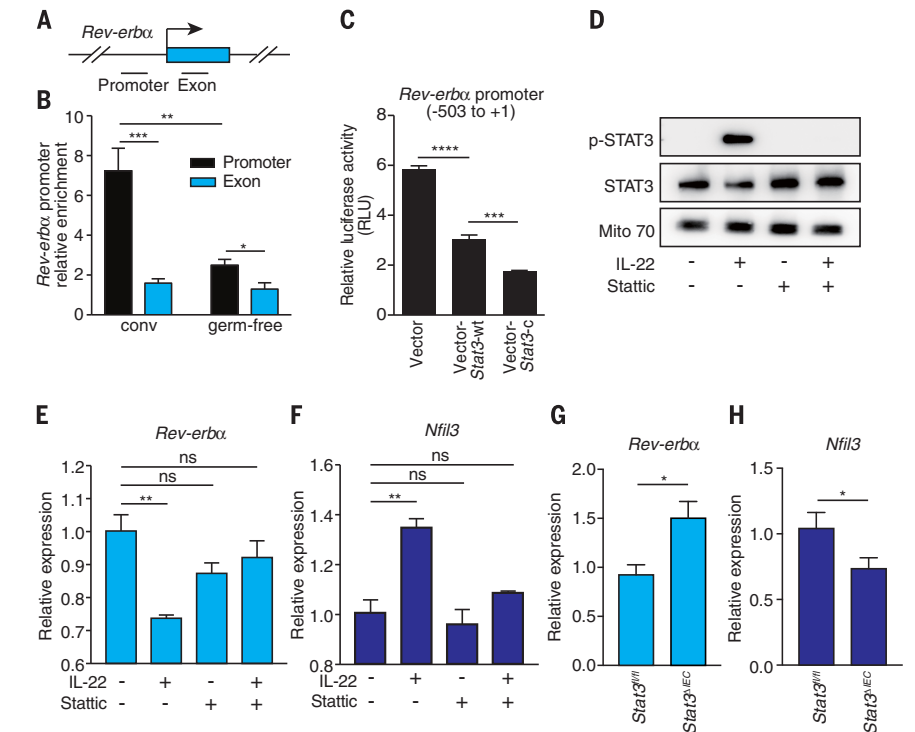 A
Rev-erbα
Promoter Exon
B
Rev-erbα promoter
relative enrichment
10
8
6
4
2
0
**
***
*
Promoter
Exon
conv germ-free
C
Rev-erbα promoter
(-503 to +1)
Relative luciferase activity
(RLU)
8
6
4
2
0
****
***
Vector
Vector-
Stat3-wt
Vector-
Stat3-c
D
p-STAT3
STAT3
Mito 70
IL-22 - + - +
Stattic - - + +
E
Rev-erbα
Relative expression
1.2
1.1
1.0
0.9
0.8
0.7
0.6
ns
ns
**
IL-22 - + - +
Stattic - - + +
F
Nfil3
Relative expression
1.6
1.4
1.2
1.0
0.8
ns
ns
**
IL-22 - + - +
Stattic - - + +
G
Rev-erbα
Relative expression
2.0
1.5
1.0
0.5
0.0
*
Stat3fl/fl
Stat3ΔIEC
H
Nfil3
Relative expression
1.5
1.0
0.5
0.0
*
Stat3fl/fl
Stat3ΔIEC